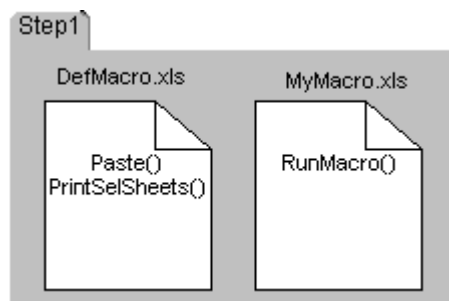 Step1
DefMacro.xls
MyMacro.xls
Paste()
PrintSelSheets()
RunMacro()